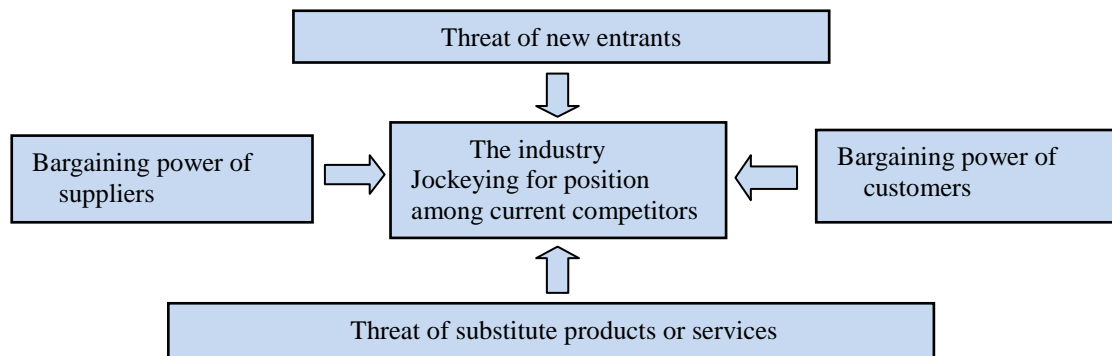 Threat of new entrants
Bargaining power of
suppliers
The industry
Jockeying for position
among current competitors
Bargaining power of
customers
Threat of substitute products or services